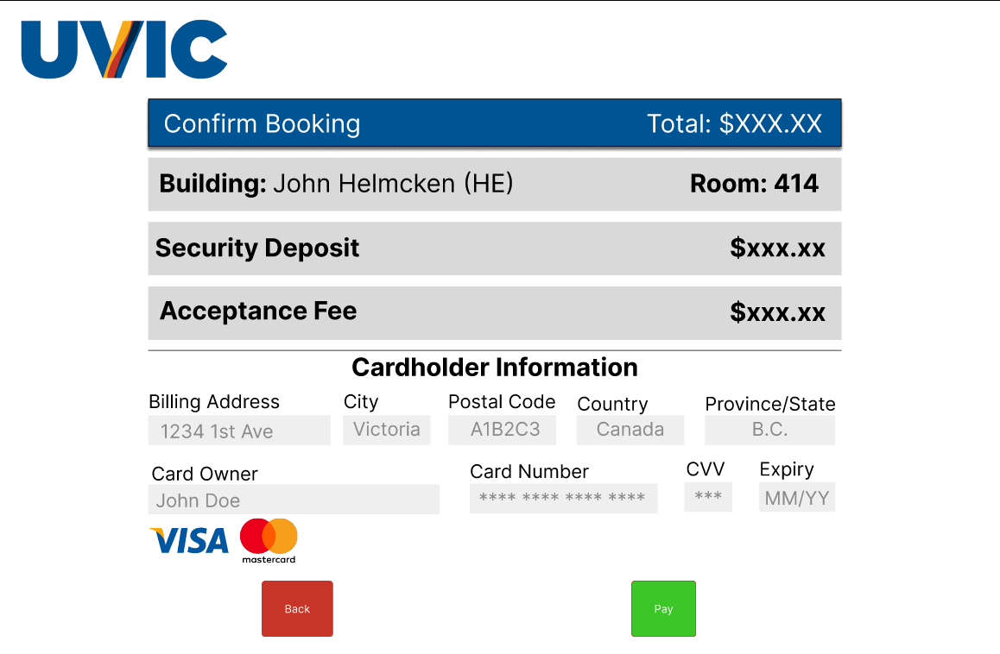 UVIC
Confirm Booking Total: $XXX.XX
Building: John Helmcken (HE) Room: 414
Security Deposit $xxx.xx
Acceptance Fee $xxx.xx
Cardholder Information
Billing Address City Postal Code Country Province/State
1234 1st Ave Victoria A1B2C3 Canada B.C.
Card Owner Card Number CVV Expiry
John Doe **** **** **** **** *** MM/YY
VISA mastercard
Back Pay